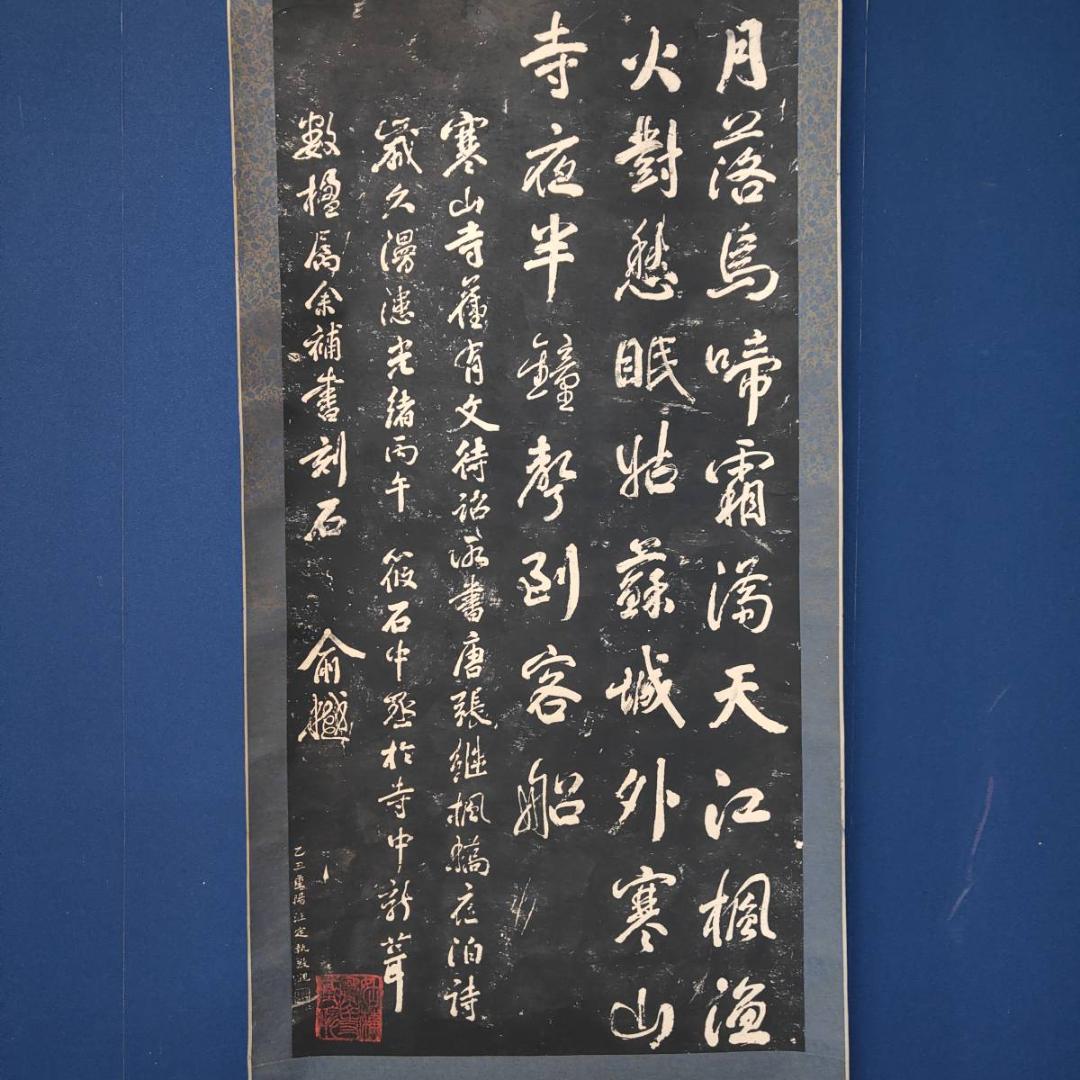 月落烏啼霜滿天江楓漁
火對愁眠姑蘇城外寒山
寺夜半鐘聲到客船
寒山寺舊有文待詔所書唐張繼楓橋夜泊詩
歲久漫漶光緒丙午 筱石中丞於寺中新葺
數楹屬余補書刻石 俞樾